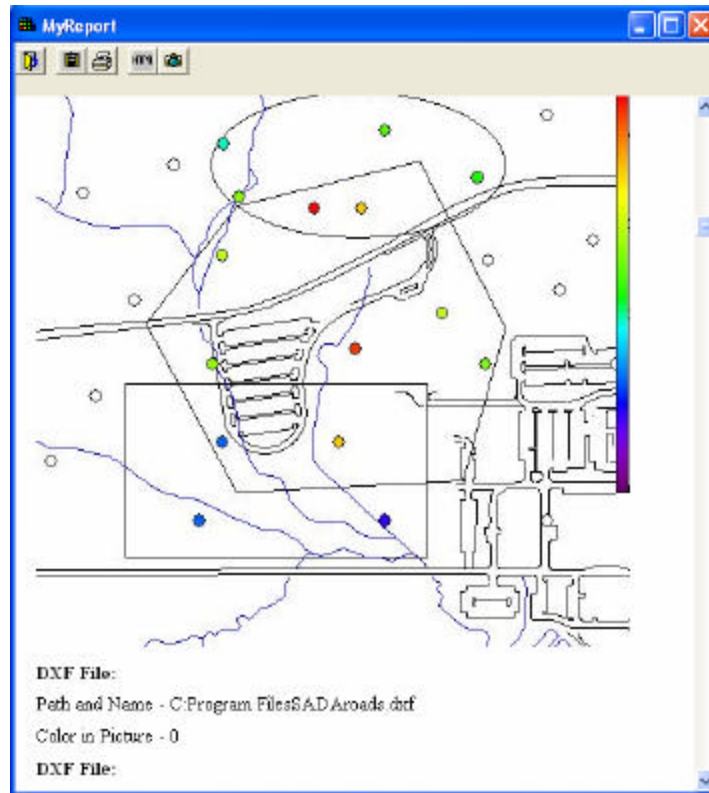 MyReport
DXF File:
Path and Name - C:Program FilesSADAroads.dxf
Color in Picture - 0
DXF File: